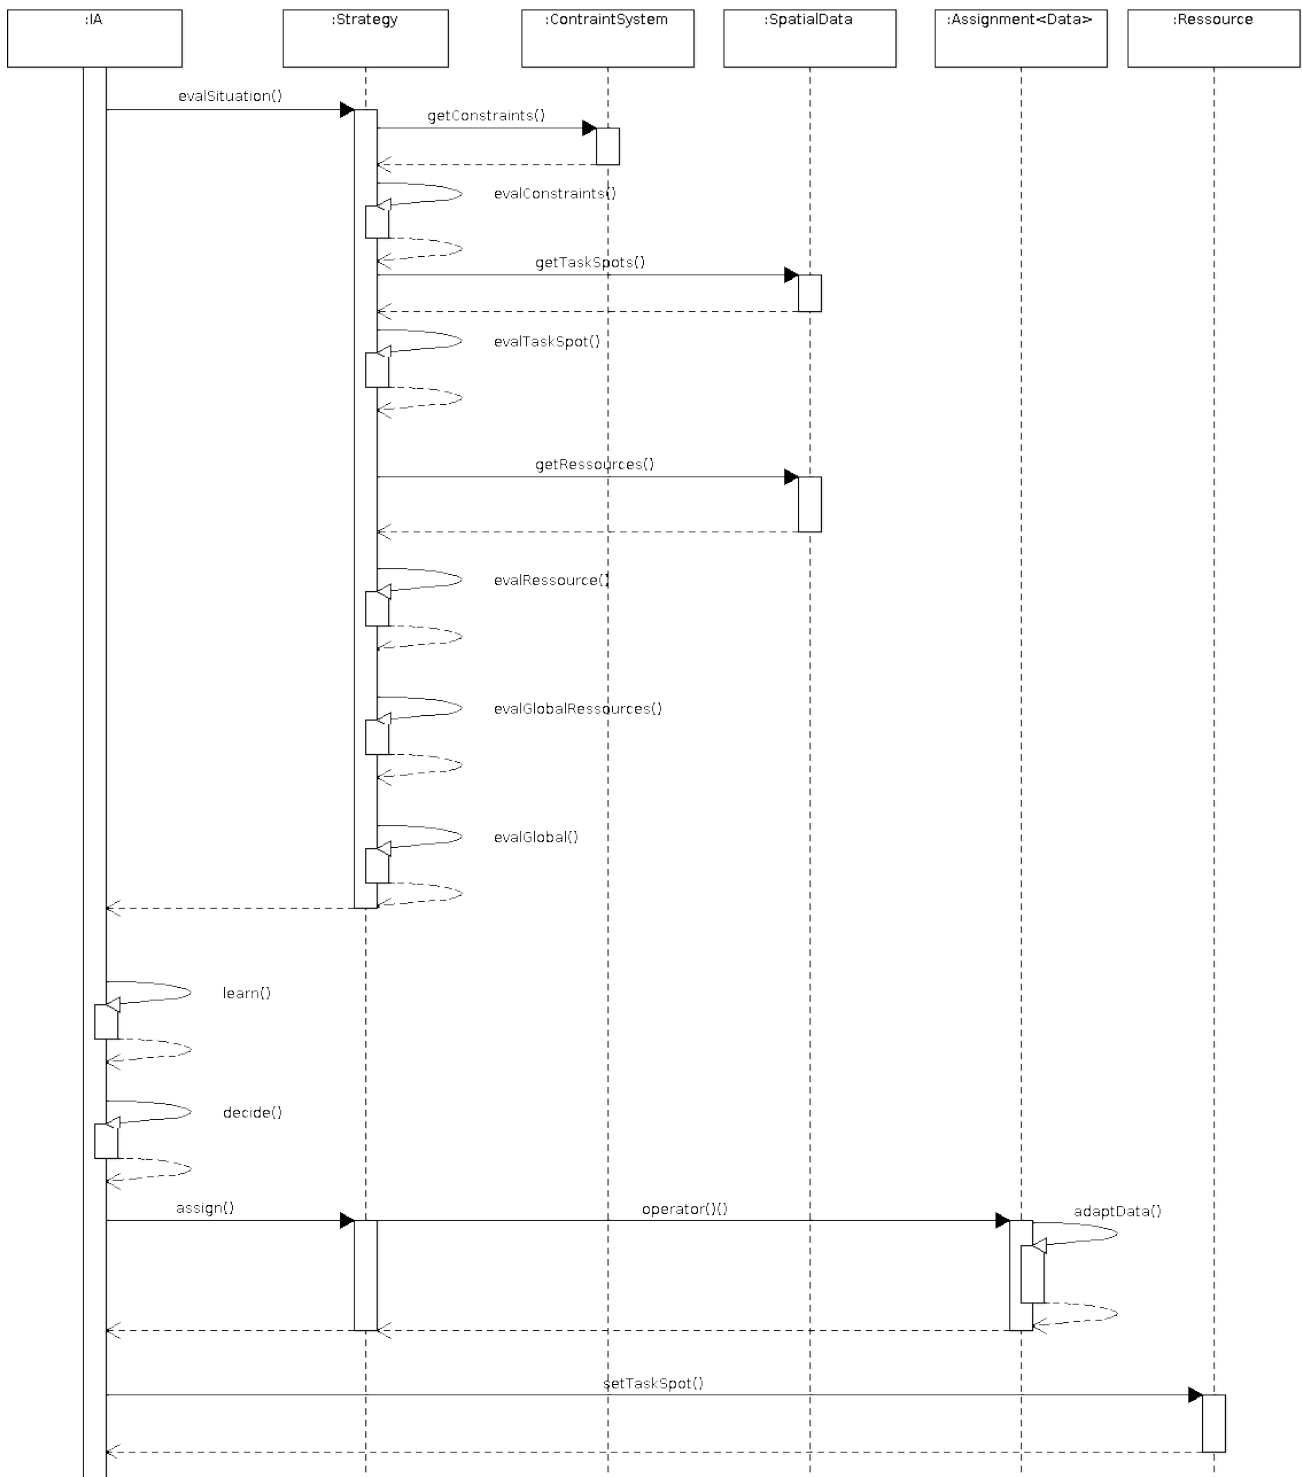 :IA
:Strategy
:ContraintSystem
:SpatialData
:Assignment<Data>
:Ressource
evalSituation()
getConstraints()
evalConstraints()
getTaskSpots()
evalTaskSpot()
getRessources()
evalRessource()
evalGlobalRessources()
evalGlobal()
learn()
decide()
assign()
operator()()
adaptData()
setTaskSpot()